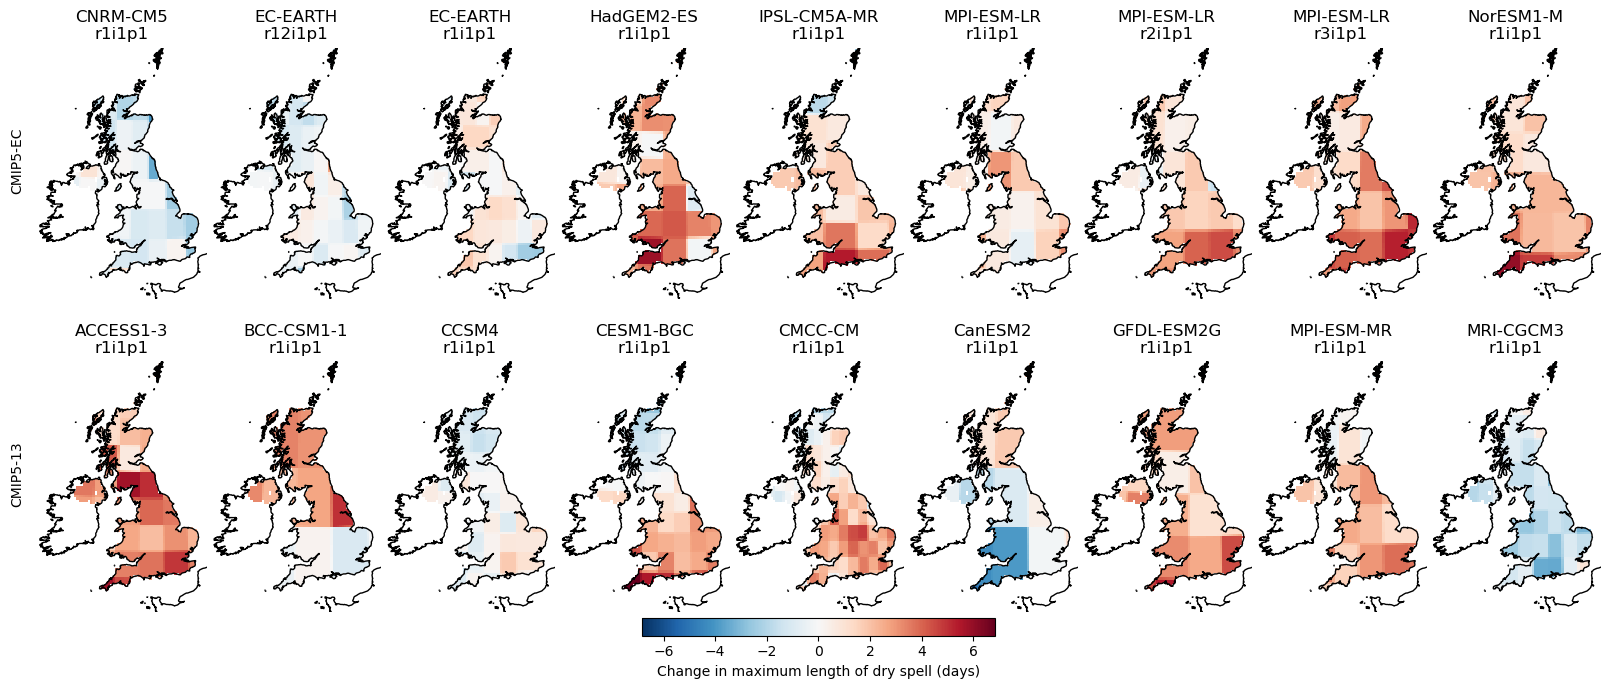 CNRM-CM5
r1i1p1
EC-EARTH
r12i1p1
EC-EARTH
r1i1p1
HadGEM2-ES
r1i1p1
IPSL-CM5A-MR
r1i1p1
MPI-ESM-LR
r1i1p1
MPI-ESM-LR
r2i1p1
MPI-ESM-LR
r3i1p1
NorESM1-M
r1i1p1
CMIP5-EC
ACCESS1-3
r1i1p1
BCC-CSM1-1
r1i1p1
CCSM4
r1i1p1
CESM1-BGC
r1i1p1
CMCC-CM
r1i1p1
CanESM2
r1i1p1
GFDL-ESM2G
r1i1p1
MPI-ESM-MR
r1i1p1
MRI-CGCM3
r1i1p1
CMIP5-13
−6 −4 −2 0 2 4 6
Change in maximum length of dry spell (days)